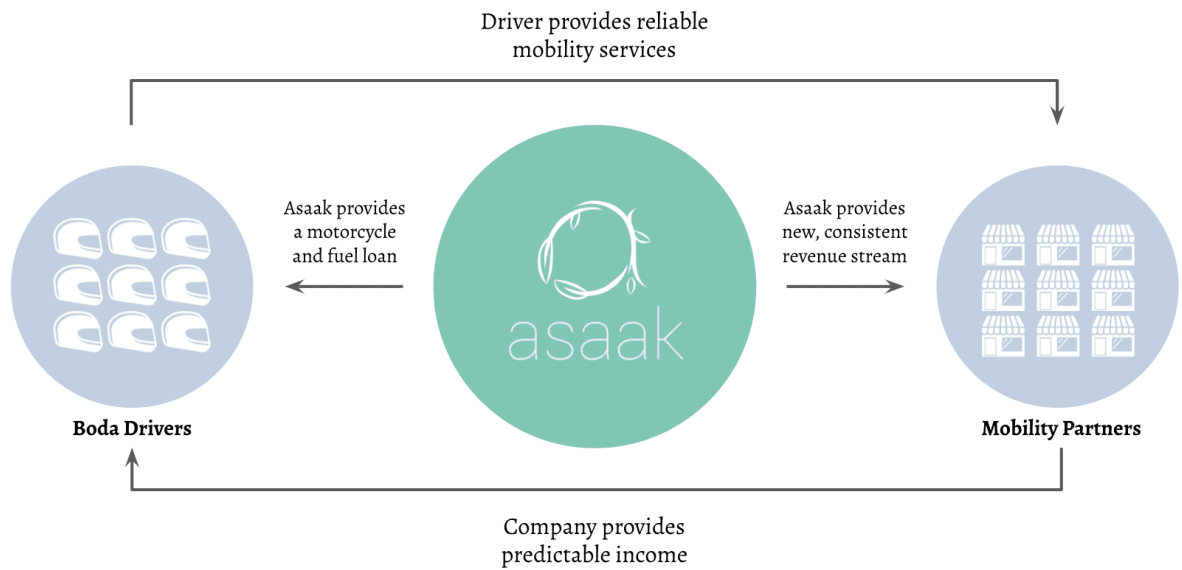 Driver provides reliable
mobility services
Asaak provides
a motorcycle
and fuel loan
asaak
Asaak provides
new, consistent
revenue stream
Boda Drivers
Mobility Partners
Company provides
predictable income